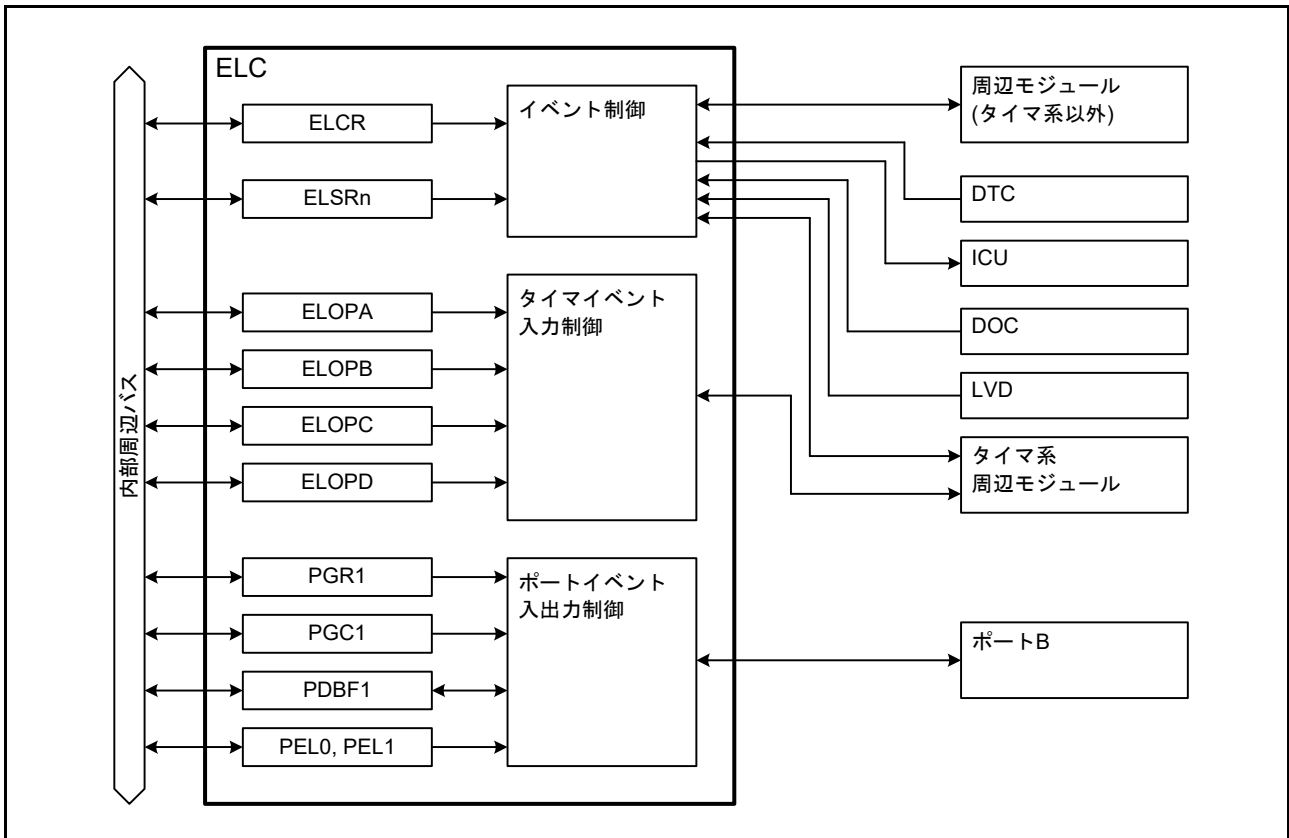 ELC
内部周辺バス
ELCR
ELSRn
イベント制御
ELOPA
ELOPB
ELOPC
ELOPD
タイマイベント
入力制御
PGR1
PGC1
PDBF1
PEL0, PEL1
ポートイベント
入出力制御
周辺モジュール
(タイマ系以外)
DTC
ICU
DOC
LVD
タイマ系
周辺モジュール
ポートB